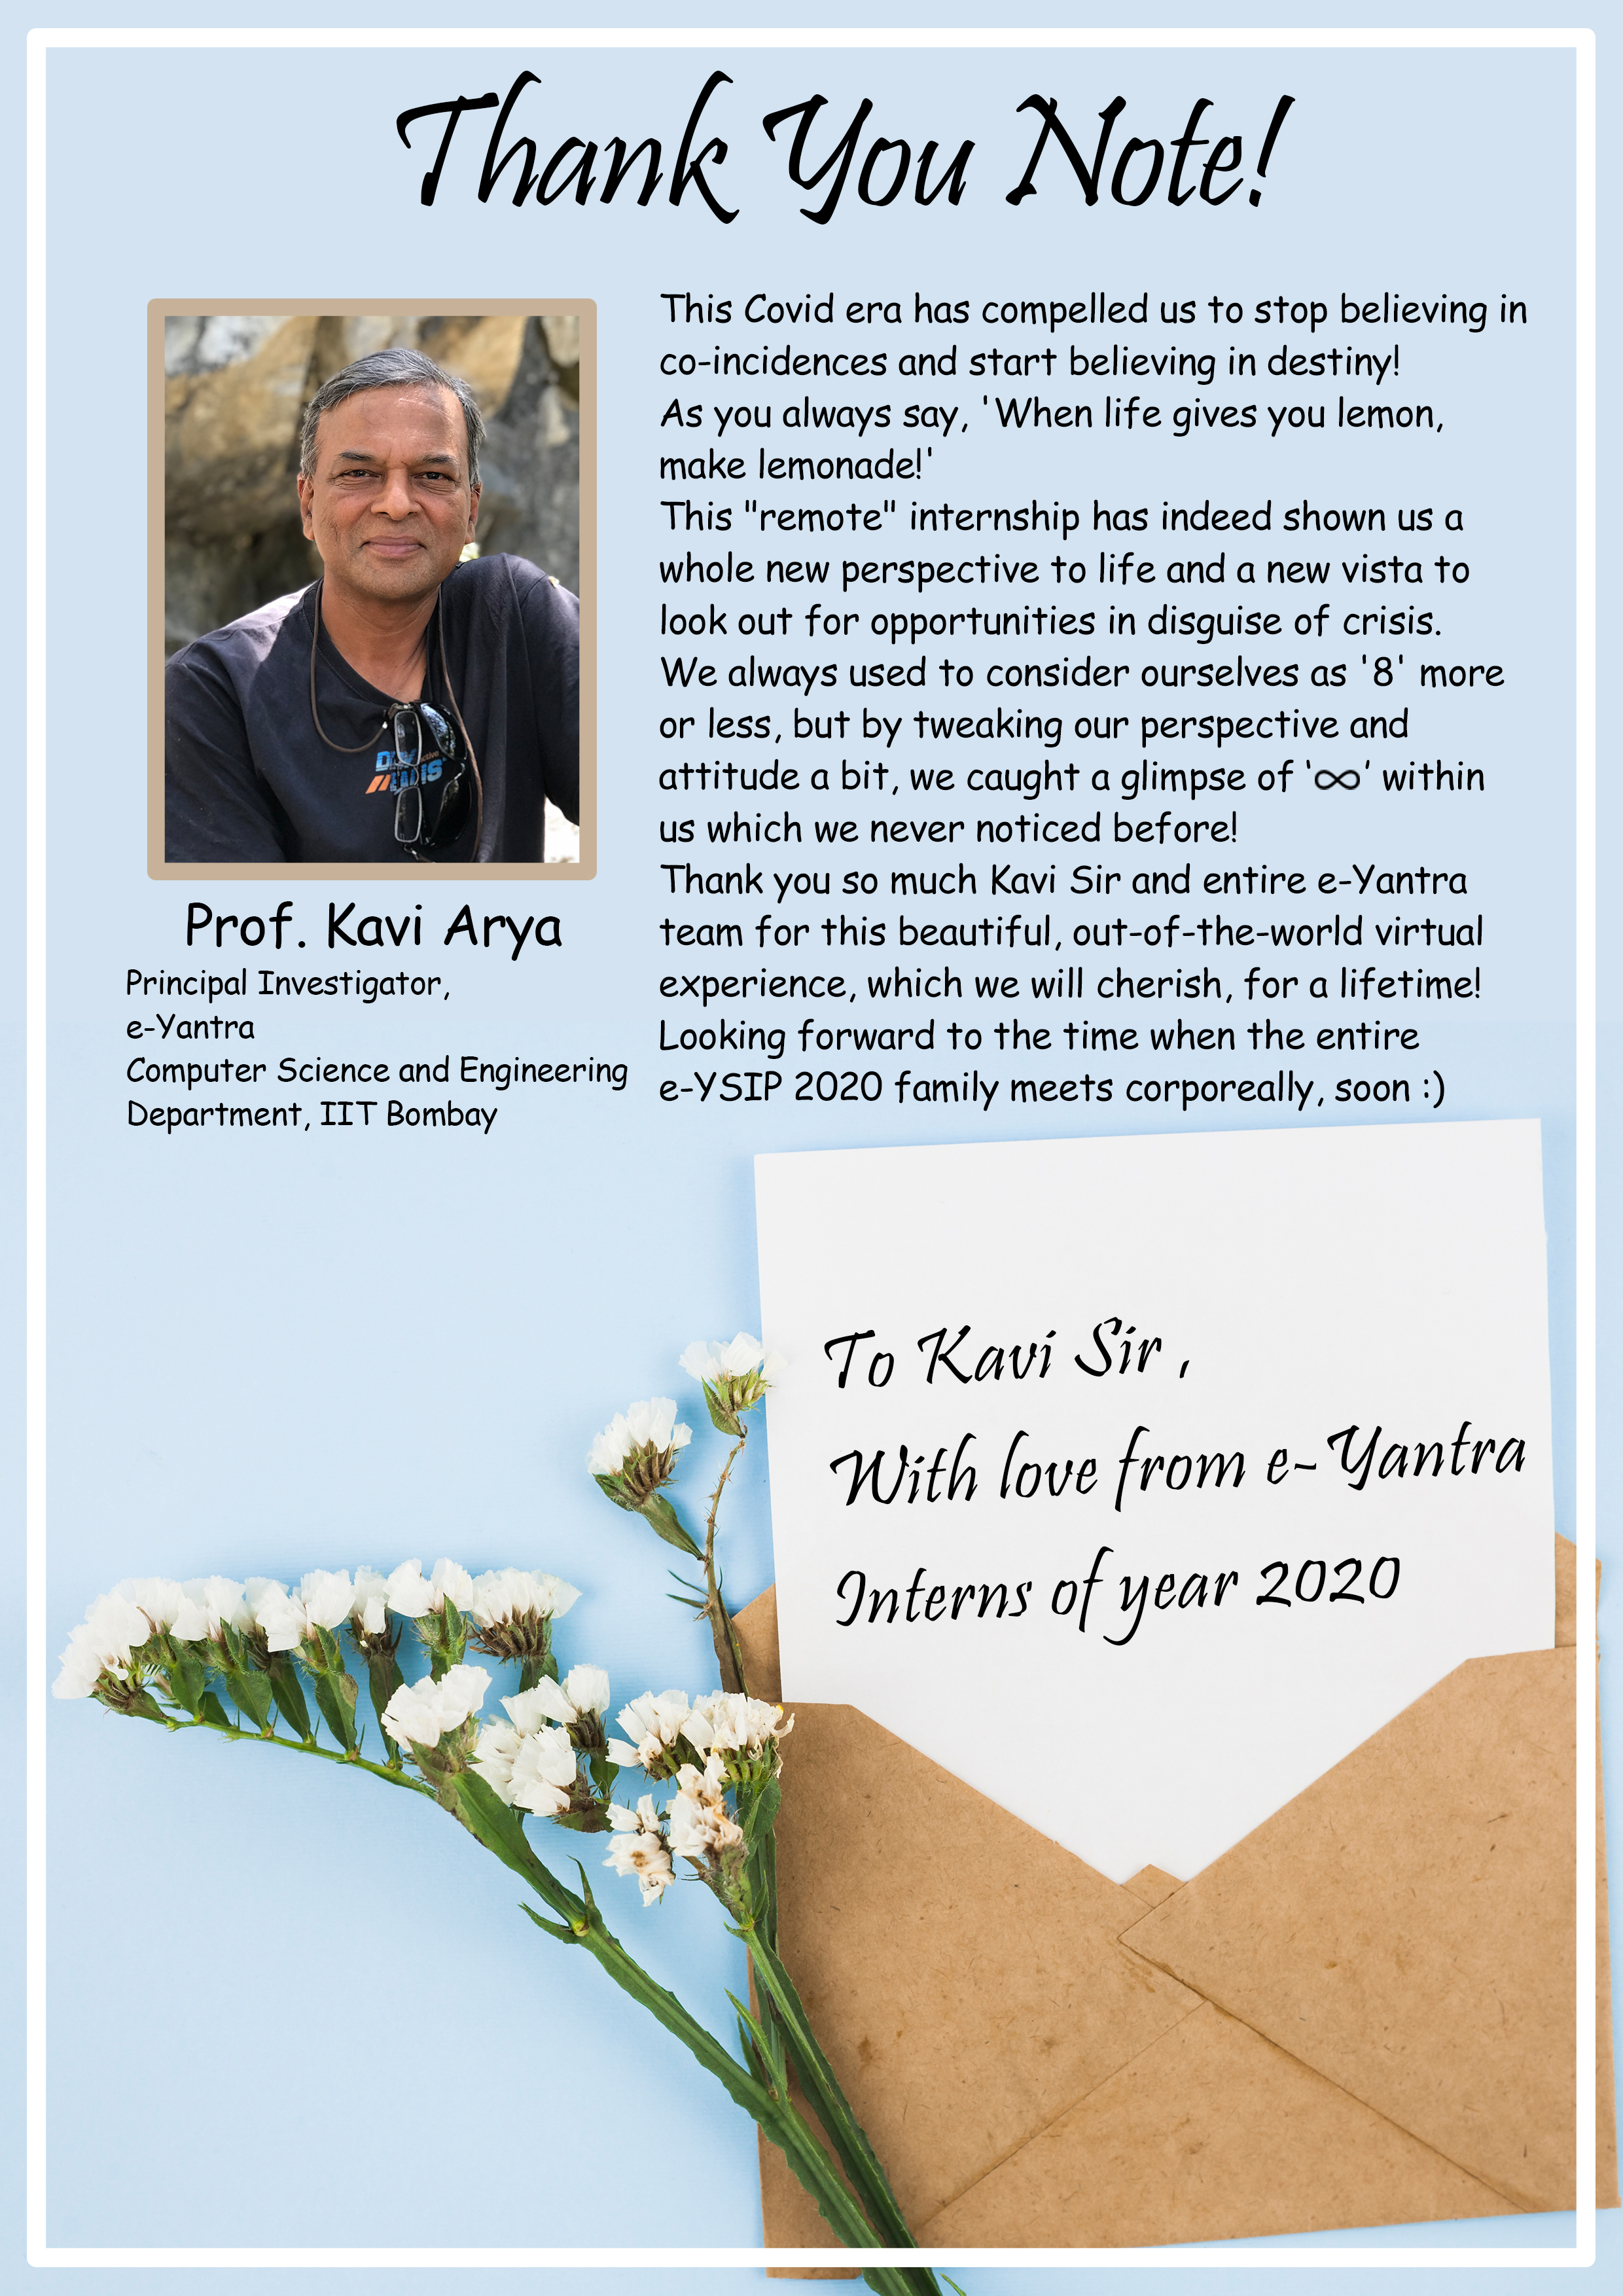 Thank You Note!
Prof. Kavi Arya
Principal Investigator,
e-Yantra
Computer Science and Engineering
Department, IIT Bombay
This Covid era has compelled us to stop believing in
co-incidences and start believing in destiny!
As you always say, 'When life gives you lemon,
make lemonade!'
This "remote" internship has indeed shown us a
whole new perspective to life and a new vista to
look out for opportunities in disguise of crisis.
We always used to consider ourselves as '8' more
or less, but by tweaking our perspective and
attitude a bit, we caught a glimpse of ‘∞’ within
us which we never noticed before!
Thank you so much Kavi Sir and entire e-Yantra
team for this beautiful, out-of-the-world virtual
experience, which we will cherish, for a lifetime!
Looking forward to the time when the entire
e-YSIP 2020 family meets corporeally, soon :)
To Kavi Sir ,
With love from e-Yantra
Interns of year 2020